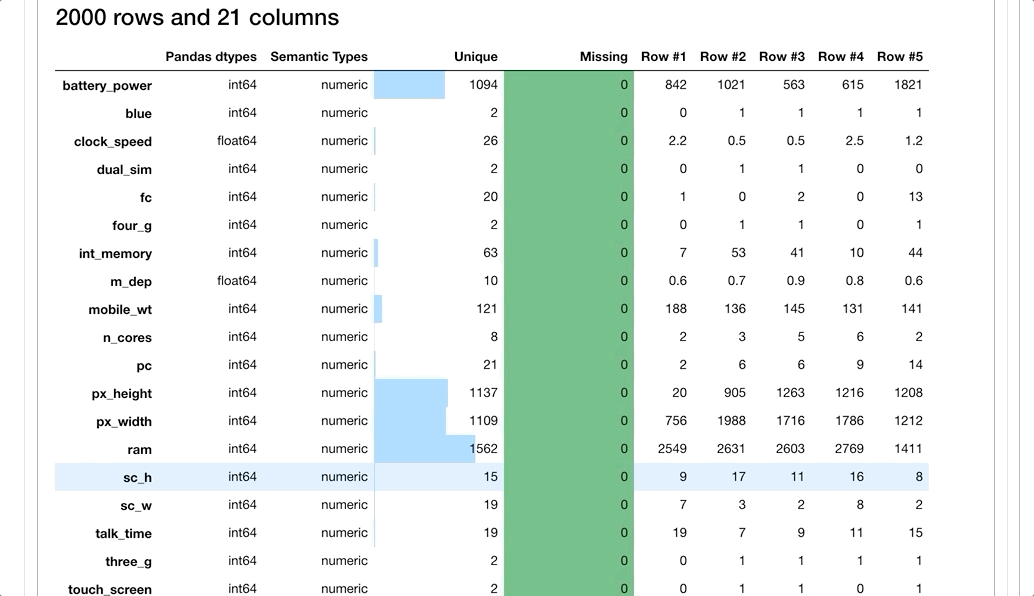 2000 rows and 21 columns
Pandas dtypes Semantic Types Unique Missing Row #1 Row #2 Row #3 Row #4 Row #5
battery_power int64 numeric 1094 0 842 1021 563 615 1821
blue int64 numeric 2 0 0 1 1 1 1
clock_speed float64 numeric 26 0 2.2 0.5 0.5 2.5 1.2
dual_sim int64 numeric 2 0 0 1 1 0 0
fc int64 numeric 20 0 1 0 2 0 13
four_g int64 numeric 2 0 0 1 1 0 1
int_memory int64 numeric 63 0 7 53 41 10 44
m_dep float64 numeric 10 0 0.6 0.7 0.9 0.8 0.6
mobile_wt int64 numeric 121 0 188 136 145 131 141
n_cores int64 numeric 8 0 2 3 5 6 2
pc int64 numeric 21 0 2 6 6 9 14
px_height int64 numeric 1137 0 20 905 1263 1216 1208
px_width int64 numeric 1109 0 756 1988 1716 1786 1212
ram int64 numeric 1562 0 2549 2631 2603 2769 1411
sc_h int64 numeric 15 0 9 17 11 16 8
sc_w int64 numeric 19 0 7 3 2 8 2
talk_time int64 numeric 19 0 19 7 9 11 15
three_g int64 numeric 2 0 0 1 1 1 1
touch_screen int64 numeric 2 0 0 1 1 0 1